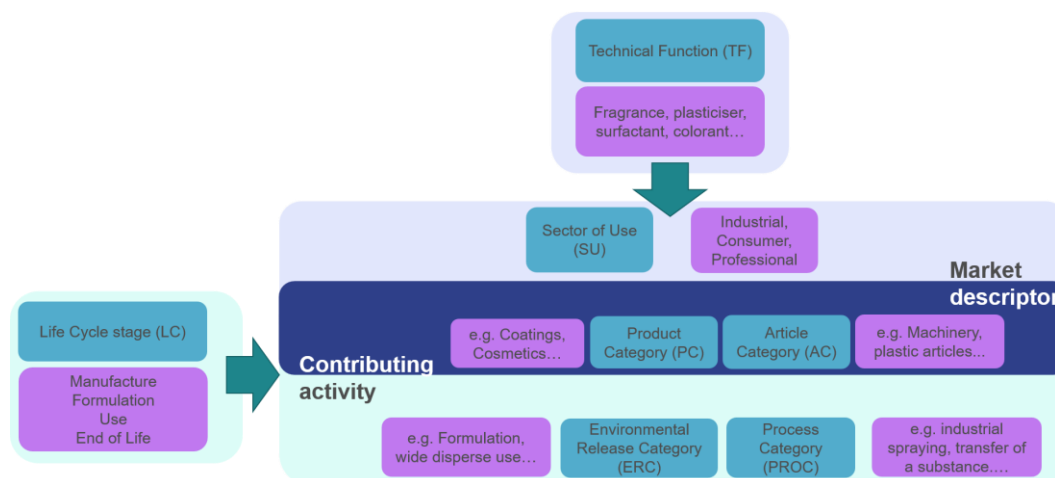 Technical Function (TF)
Fragrance, plasticiser,
surfactant, colorant…
Sector of Use
(SU)
Industrial,
Consumer,
Professional
Market
descriptor
Life Cycle stage (LC)
Manufacture
Formulation
Use
End of Life
e.g. Coatings,
Cosmetics…
Product
Category (PC)
Article
Category (AC)
e.g. Machinery,
plastic articles...
Contributing
activity
e.g. Formulation,
wide disperse use…
Environmental
Release Category
(ERC)
Process
Category
(PROC)
e.g. industrial
spraying, transfer of
a substance….